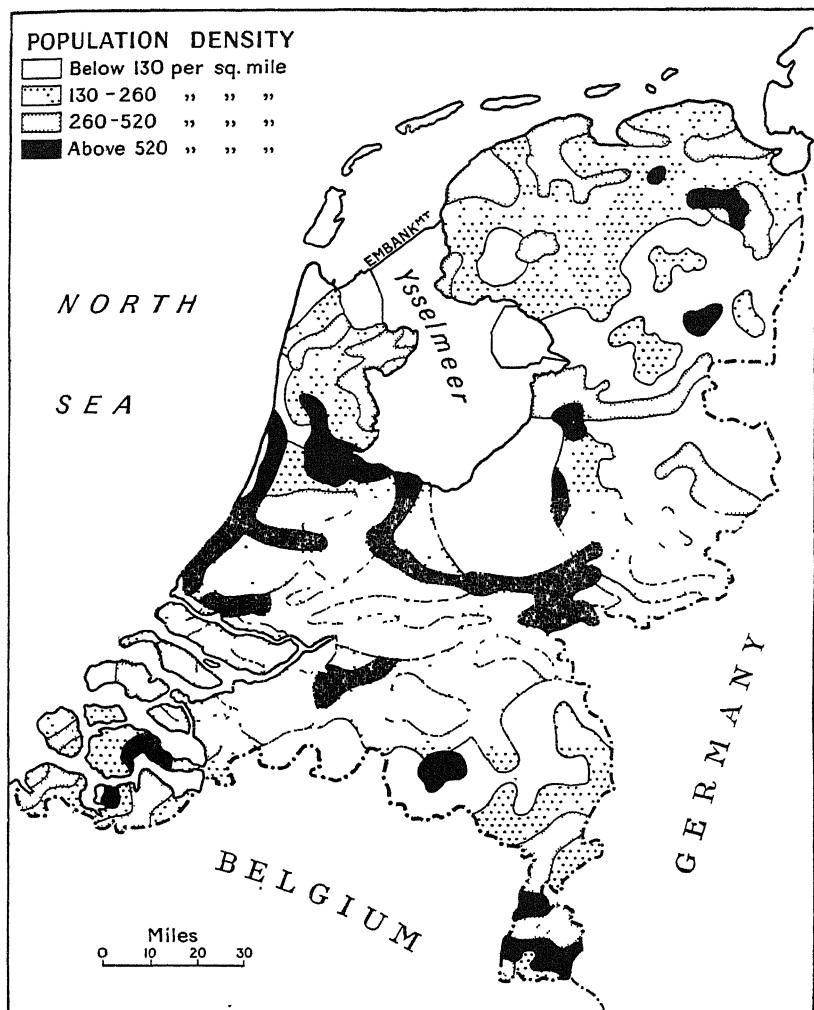 POPULATION DENSITY
Below 130 per sq. mile
130 - 260 „ „ „
260 - 520 „ „ „
Above 520 „ „ „
EMBANKMT
Ysselmeer
NORTH
SEA
GERMANY
BELGIUM
Miles
0 10 20 30